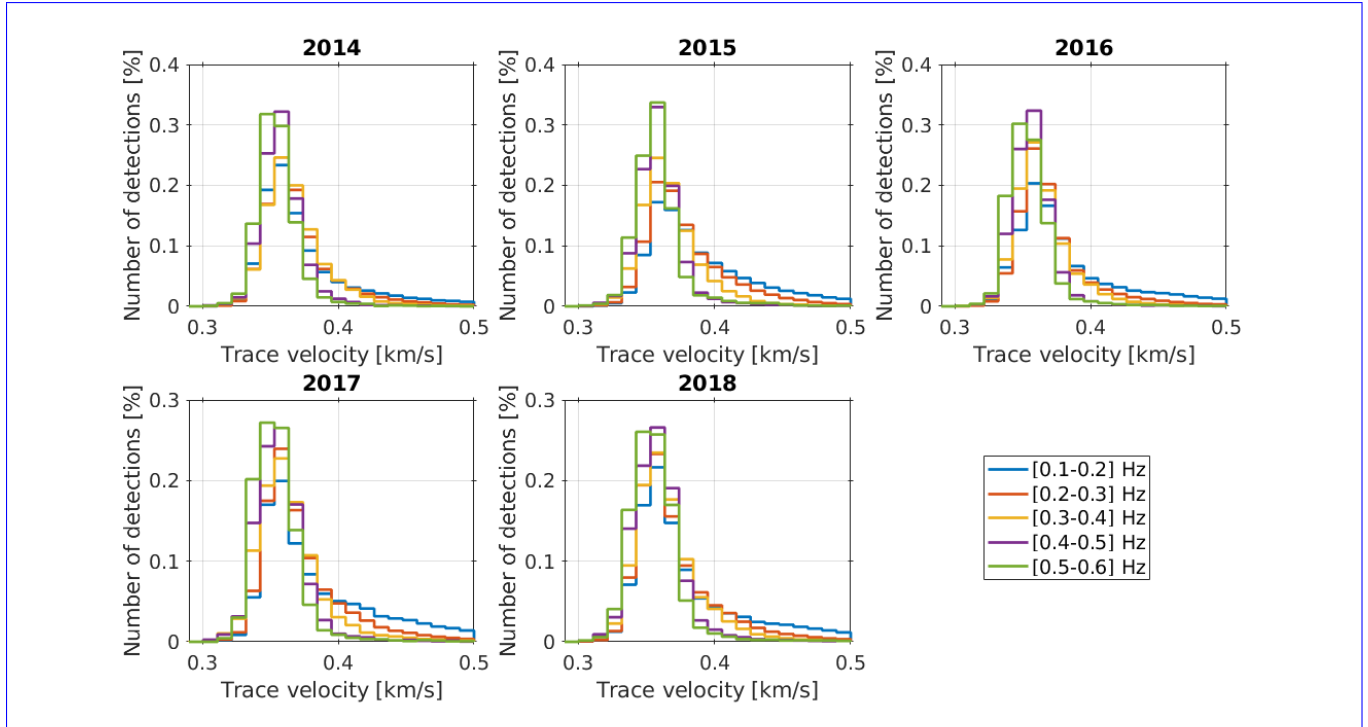 2014
2015
2016
Number of detections [%]
0.4
0.3
0.2
0.1
0
0.3
0.4
0.5
Trace velocity [km/s]
Number of detections [%]
0.4
0.3
0.2
0.1
0
0.3
0.4
0.5
Trace velocity [km/s]
Number of detections [%]
0.4
0.3
0.2
0.1
0
0.3
0.4
0.5
Trace velocity [km/s]
2017
2018
Number of detections [%]
0.3
0.2
0.1
0
0.3
0.4
0.5
Trace velocity [km/s]
Number of detections [%]
0.3
0.2
0.1
0
0.3
0.4
0.5
Trace velocity [km/s]
[0.1-0.2] Hz
[0.2-0.3] Hz
[0.3-0.4] Hz
[0.4-0.5] Hz
[0.5-0.6] Hz